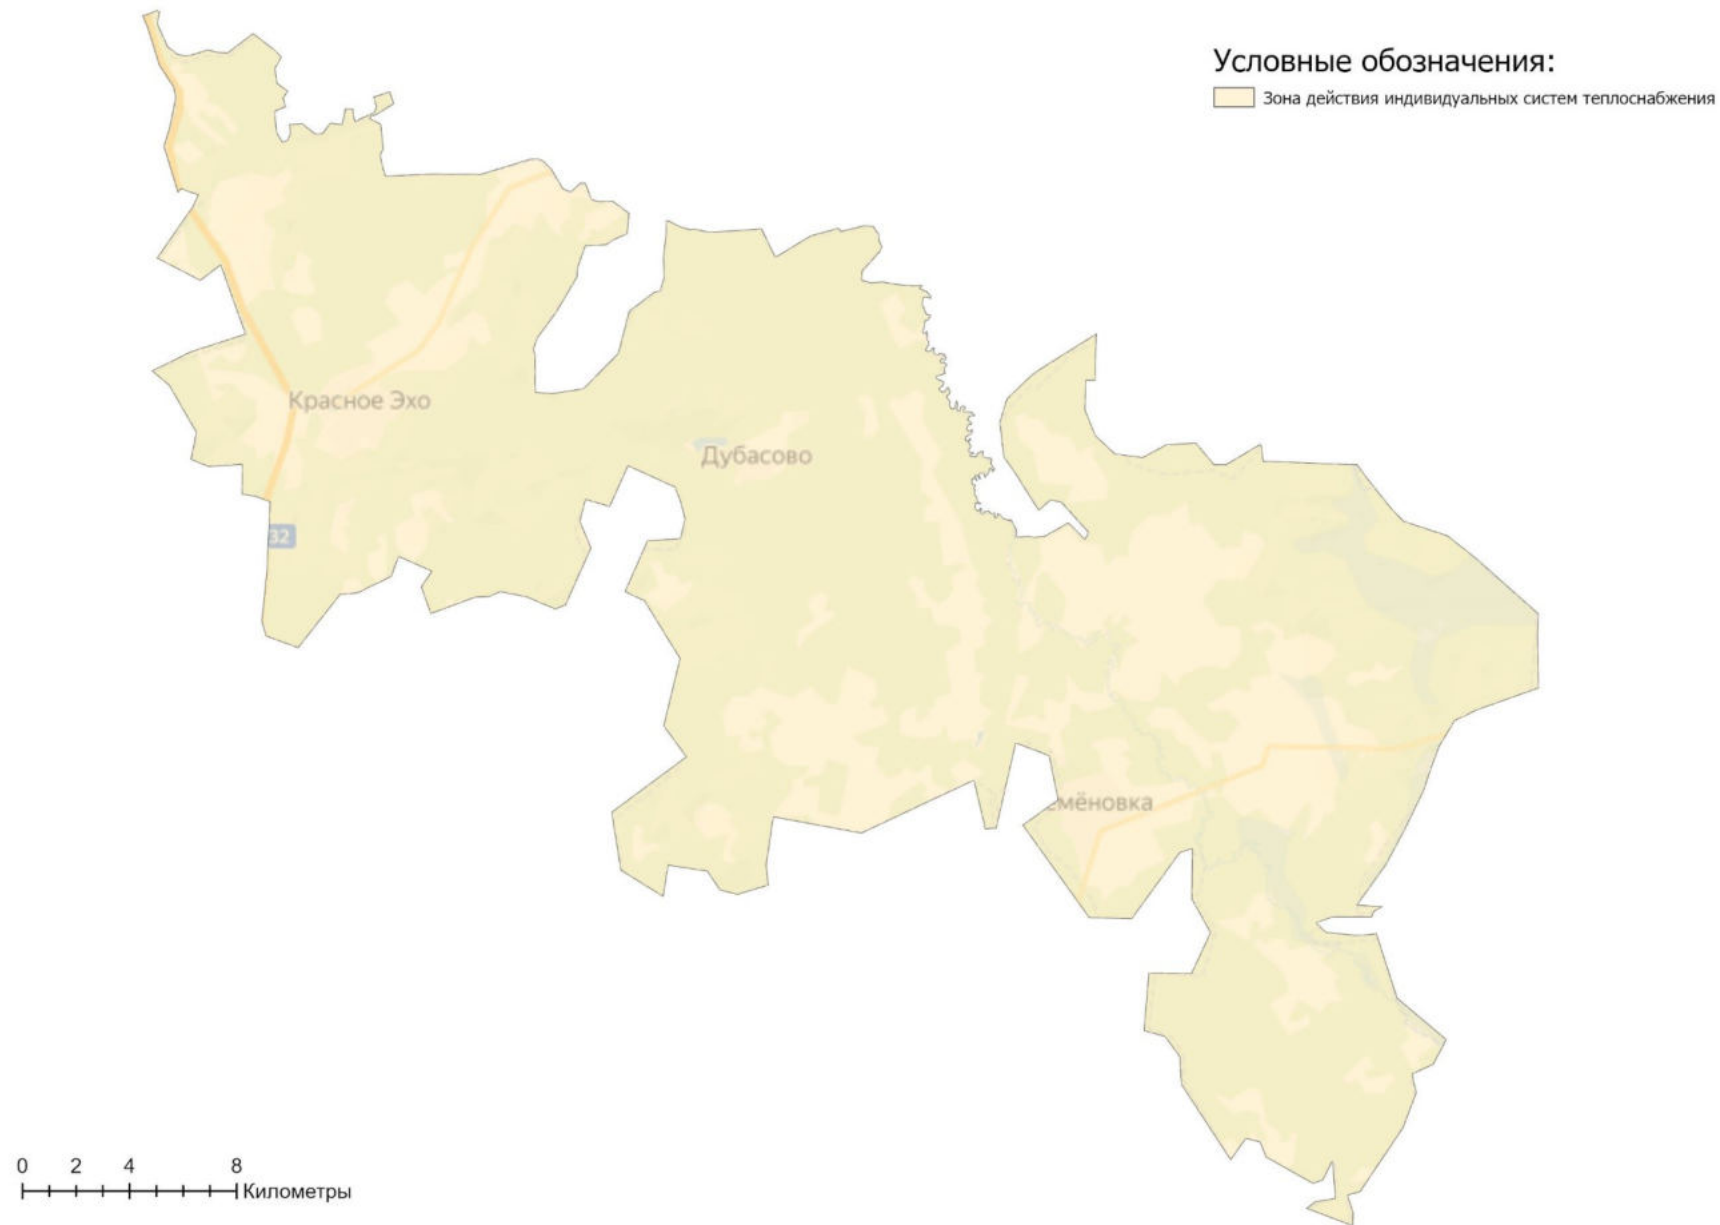 Условные обозначения:
Зона действия индивидуальных систем теплоснабжения
Красное Эхо
Дубасово
32
емёновка
0 2 4 8
Километры